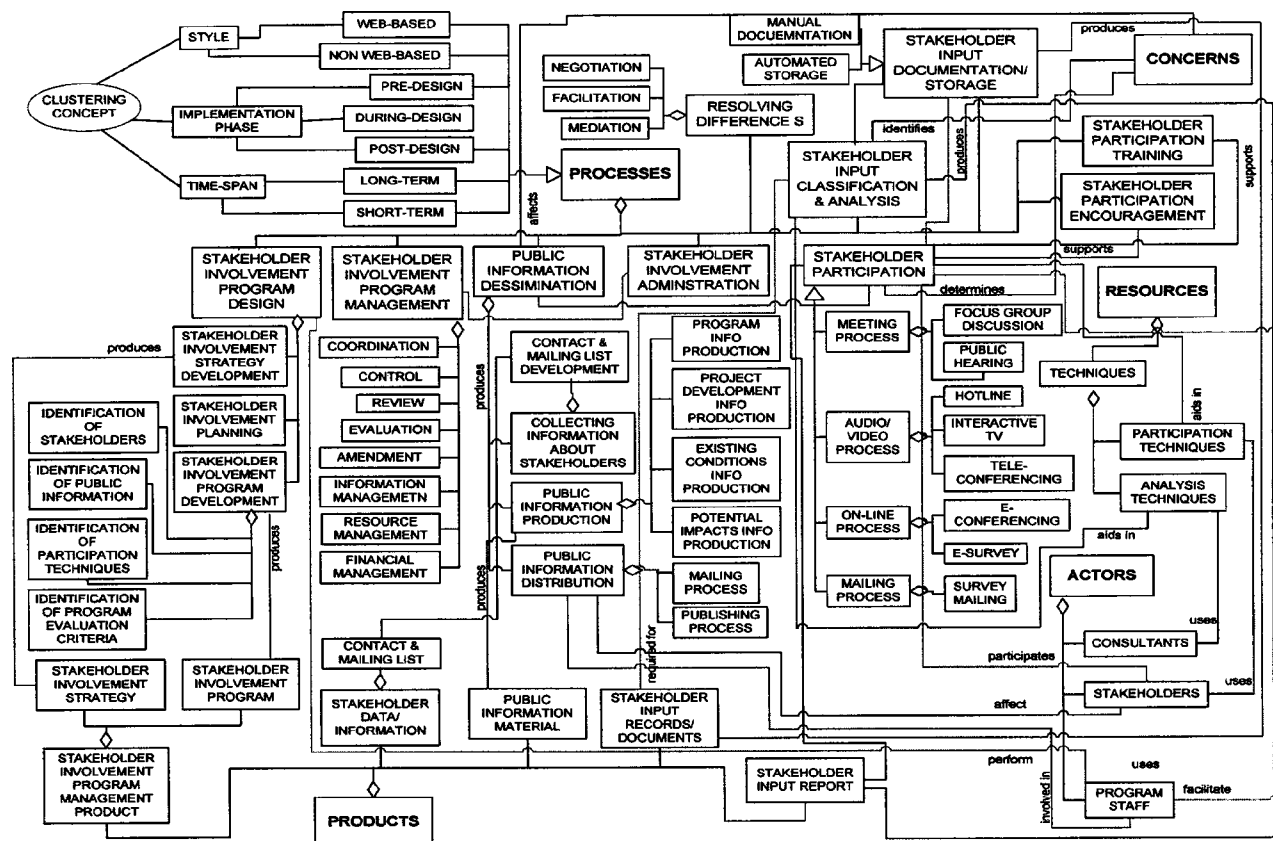 STYLE
WEB-BASED
NON WEB-BASED
CLUSTERING
CONCEPT
IMPLEMENTATION
PHASE
PRE-DESIGN
DURING-DESIGN
POST-DESIGN
TIME-SPAN
LONG-TERM
SHORT-TERM
NEGOTIATION
FACILITATION
MEDIATION
RESOLVING
DIFFERENCE S
MANUAL
DOCUEMNTATION
AUTOMATED
STORAGE
STAKEHOLDER
INPUT
DOCUMENTATION/
STORAGE
produces
CONCERNS
identifies
produces
STAKEHOLDER
INPUT
CLASSIFICATION
& ANALYSIS
STAKEHOLDER
PARTICIPATION
TRAINING
supports
STAKEHOLDER
PARTICIPATION
ENCOURAGEMENT
PROCESSES
affects
STAKEHOLDER
INVOLVEMENT
PROGRAM
DESIGN
STAKEHOLDER
INVOLVEMENT
PROGRAM
MANAGEMENT
PUBLIC
INFORMATION
DESSIMINATION
STAKEHOLDER
INVOLVEMENT
ADMINSTRATION
STAKEHOLDER
PARTICIPATION
supports
determines
RESOURCES
produces
STAKEHOLDER
INVOLVEMENT
STRATEGY
DEVELOPMENT
STAKEHOLDER
INVOLVEMENT
PLANNING
STAKEHOLDER
INVOLVEMENT
PROGRAM
DEVELOPMENT
IDENTIFICATION
OF
STAKEHOLDERS
IDENTIFICATION
OF PUBLIC
INFORMATION
IDENTIFICATION
OF
PARTICIPATION
TECHNIQUES
IDENTIFICATION
OF PROGRAM
EVALUATION
CRITERIA
produces
COORDINATION
CONTROL
REVIEW
EVALUATION
AMENDMENT
INFORMATION
MANAGEMETN
RESOURCE
MANAGEMENT
FINANCIAL
MANAGEMENT
produces
produces
CONTACT &
MAILING LIST
DEVELOPMENT
COLLECTING
INFORMATION
ABOUT
STAKEHOLDERS
PUBLIC
INFORMATION
PRODUCTION
PUBLIC
INFORMATION
DISTRIBUTION
PROGRAM
INFO
PRODUCTION
PROJECT
DEVELOPMENT
INFO
PRODUCTION
EXISTING
CONDITIONS
INFO
PRODUCTION
POTENTIAL
IMPACTS INFO
PRODUCTION
MAILING
PROCESS
PUBLISHING
PROCESS
MEETING
PROCESS
FOCUS GROUP
DISCUSSION
PUBLIC
HEARING
AUDIO/
VIDEO
PROCESS
HOTLINE
INTERACTIVE
TV
TELE-
CONFERENCING
ON-LINE
PROCESS
E-
CONFERENCING
E-SURVEY
MAILING
PROCESS
SURVEY
MAILING
TECHNIQUES
aids in
PARTICIPATION
TECHNIQUES
ANALYSIS
TECHNIQUES
aids in
ACTORS
CONSULTANTS
uses
participates
STAKEHOLDERS
uses
affect
CONTACT &
MAILING LIST
STAKEHOLDER
DATA/
INFORMATION
PUBLIC
INFORMATION
MATERIAL
required for
STAKEHOLDER
INPUT
RECORDS/
DOCUMENTS
STAKEHOLDER
INVOLVEMENT
STRATEGY
STAKEHOLDER
INVOLVEMENT
PROGRAM
STAKEHOLDER
INVOLVEMENT
PROGRAM
MANAGEMENT
PRODUCT
PRODUCTS
STAKEHOLDER
INPUT REPORT
perform
involved in
uses
PROGRAM
STAFF
facilitate